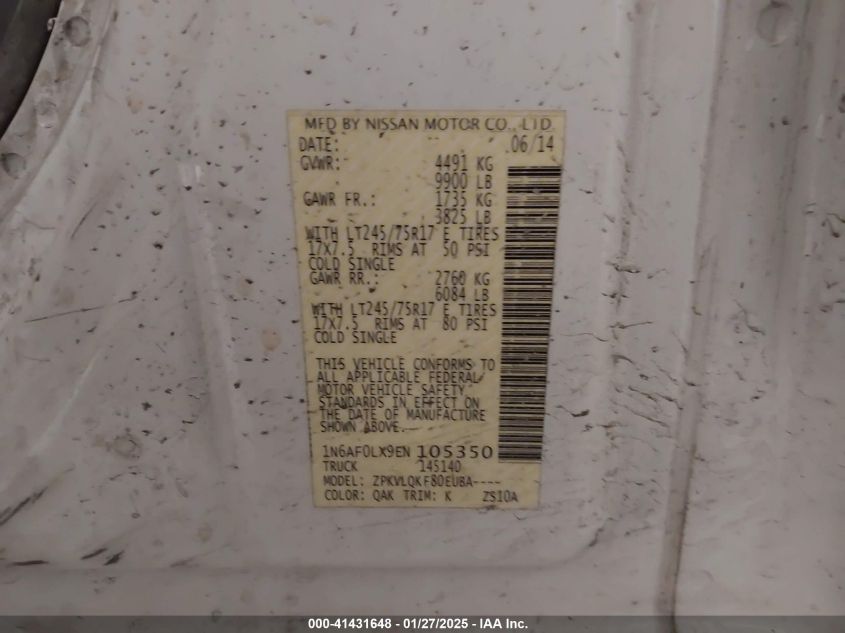 MFD BY NISSAN MOTOR CO., LTD.
DATE: 06/14
GVWR: 4491 KG
9900 LB
GAWR FR.: 1735 KG
3825 LB
WITH LT245/75R17 E TIRES
17X7.5 RIMS AT 50 PSI
COLD SINGLE
GAWR RR.: 2760 KG
6084 LB
WITH LT245/75R17 E TIRES
17X7.5 RIMS AT 80 PSI
COLD SINGLE
THIS VEHICLE CONFORMS TO
ALL APPLICABLE FEDERAL
MOTOR VEHICLE SAFETY
STANDARDS IN EFFECT ON
THE DATE OF MANUFACTURE
SHOWN ABOVE.
1N6AF0LX9EN105350
TRUCK 145140
MODEL: ZPKVLQKF80EUBA----
COLOR: QAK TRIM: K ZS10A
000-41431648 - 01/27/2025 - IAA Inc.